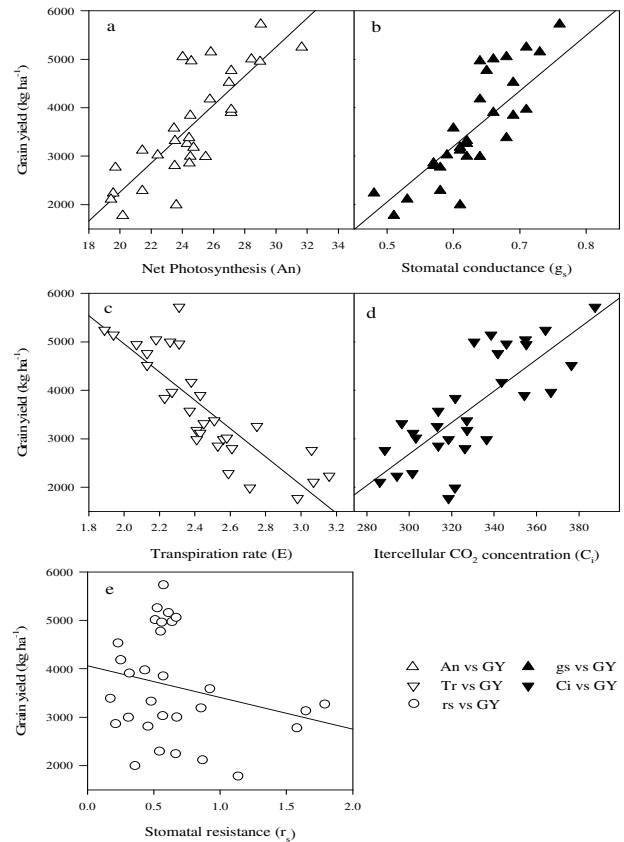 a
b
6000
5000
4000
3000
2000
Grain yield (kg ha-1)
18 20 22 24 26 28 30 32 34
0.5 0.6 0.7 0.8
Net Photosynthesis (An)
Stomatal conductance (gs)
c
d
6000
5000
4000
3000
2000
Grain yield (kg ha-1)
1.8 2.0 2.2 2.4 2.6 2.8 3.0 3.2
280 300 320 340 360 380
Transpiration rate (E)
Itercellular CO2 concentration (Ci)
e
6000
5000
4000
3000
2000
Grain yield (kg ha-1)
0.0 0.5 1.0 1.5 2.0
Stomatal resistance (rs)
An vs GY
gs vs GY
Tr vs GY
Ci vs GY
rs vs GY